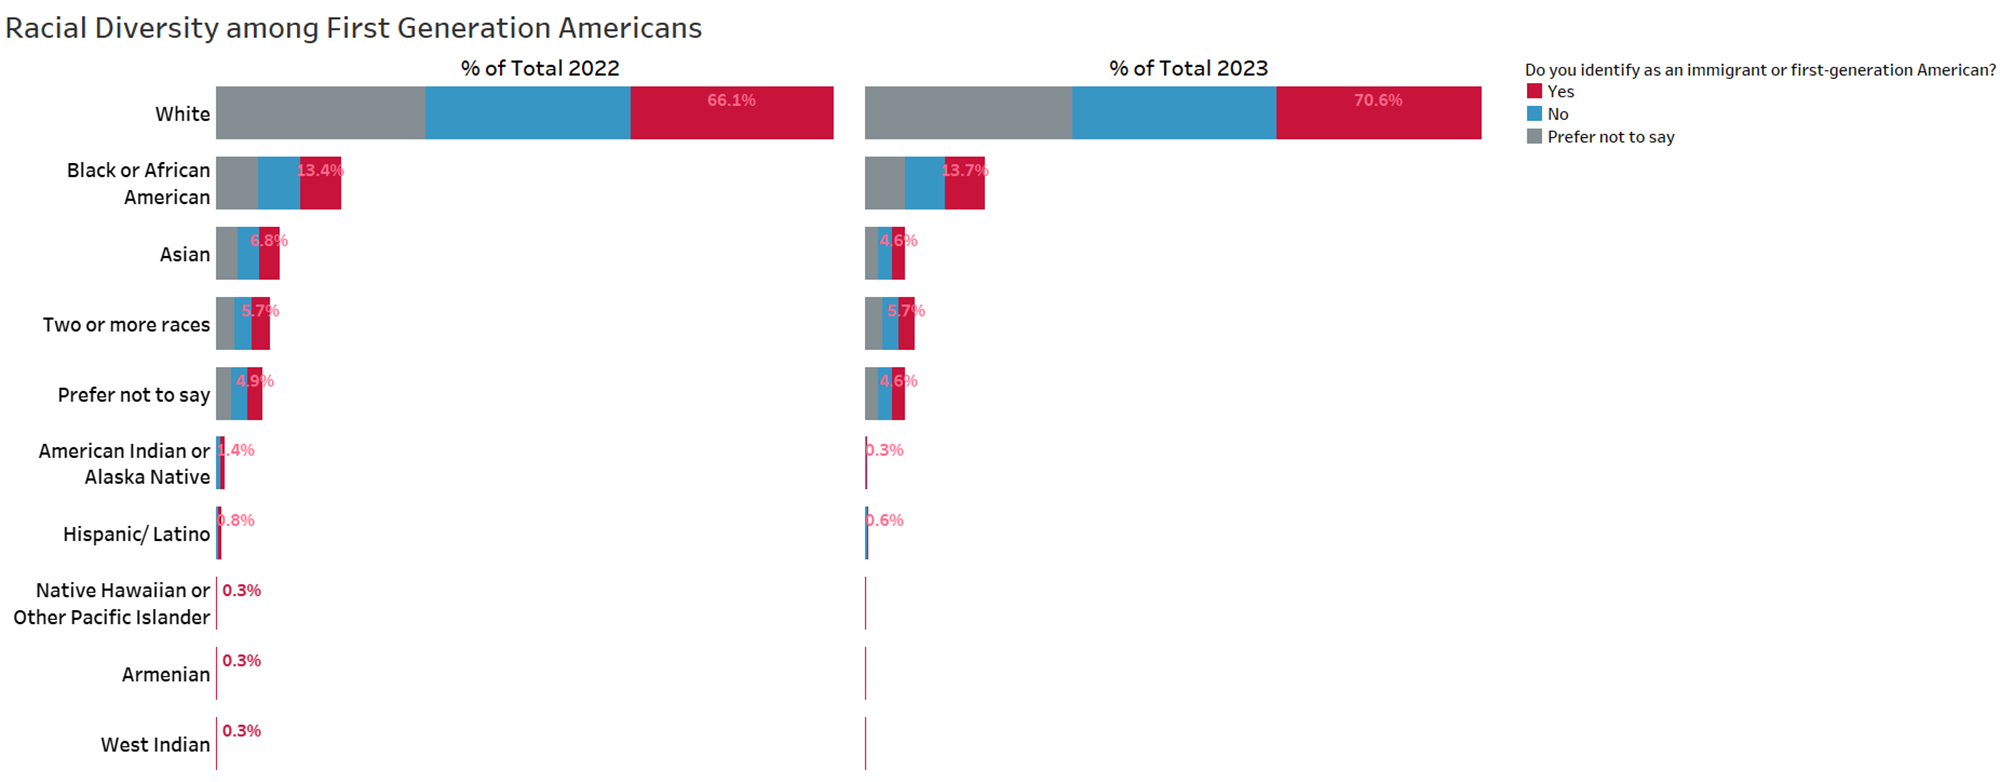 Racial Diversity among First Generation Americans
% of Total 2022
% of Total 2023
Do you identify as an immigrant or first-generation American?
Yes
No
Prefer not to say
White
66.1%
70.6%
Black or African
American
13.4%
13.7%
Asian
6.8%
4.6%
Two or more races
5.7%
5.7%
Prefer not to say
4.9%
4.6%
American Indian or
Alaska Native
1.4%
0.3%
Hispanic/ Latino
0.8%
0.6%
Native Hawaiian or
Other Pacific Islander
0.3%
Armenian
0.3%
West Indian
0.3%